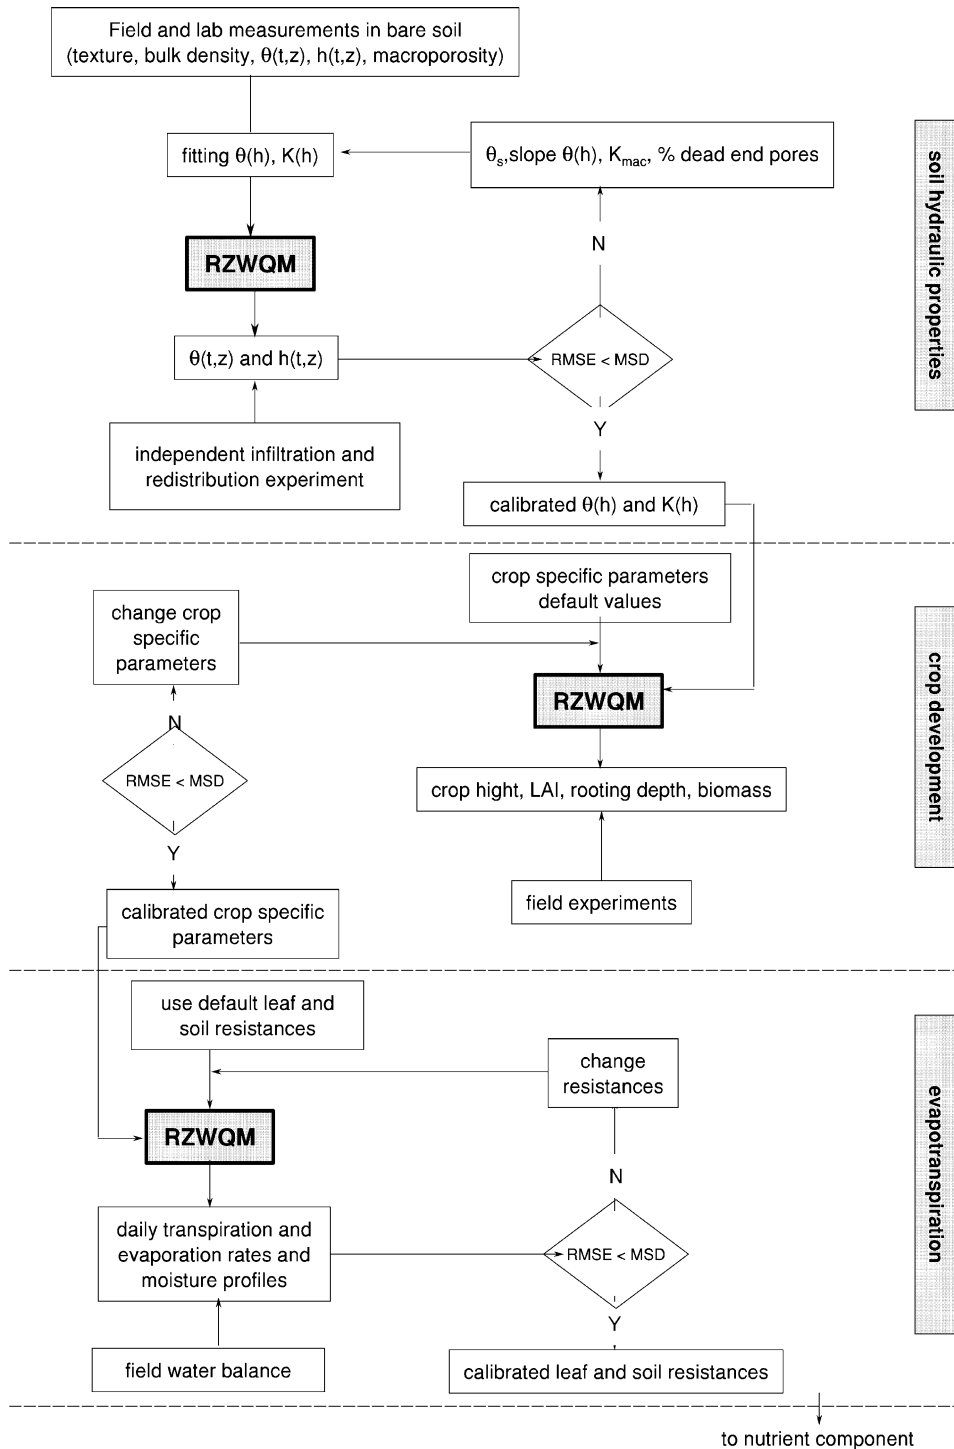 Field and lab measurements in bare soil
(texture, bulk density, θ(t,z), h(t,z), macroporosity)
fitting θ(h), K(h)
θs,slope θ(h), Kmac, % dead end pores
RZWQM
N
θ(t,z) and h(t,z)
RMSE < MSD
independent infiltration and
redistribution experiment
Y
calibrated θ(h) and K(h)
soil hydraulic properties
crop specific parameters
default values
change crop
specific
parameters
RZWQM
N
RMSE < MSD
crop hight, LAI, rooting depth, biomass
Y
calibrated crop specific
parameters
field experiments
crop development
use default leaf and
soil resistances
change
resistances
RZWQM
N
daily transpiration and
evaporation rates and
moisture profiles
RMSE < MSD
Y
field water balance
calibrated leaf and soil resistances
evapotranspiration
to nutrient component